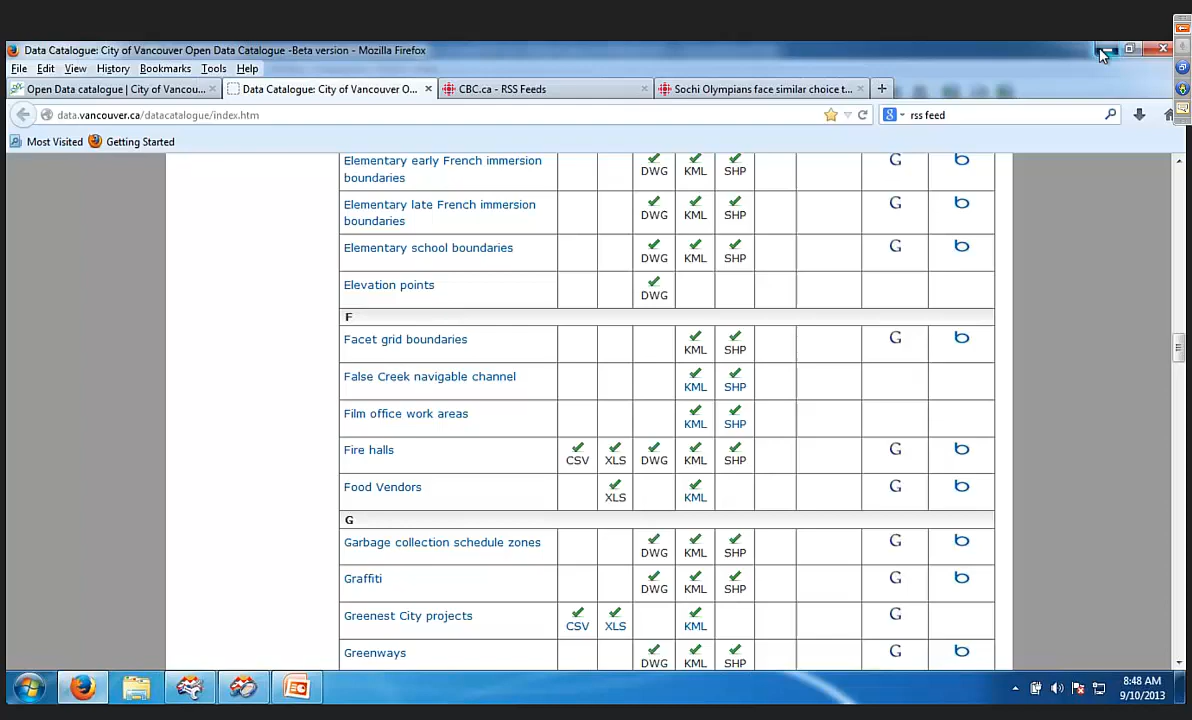 Data Catalogue: City of Vancouver Open Data Catalogue -Beta version - Mozilla Firefox
File Edit View History Bookmarks Tools Help
Open Data catalogue | City of Vancou... Data Catalogue: City of Vancouver O... CBC.ca - RSS Feeds Sochi Olympians face similar choice t...
data.vancouver.ca/datacatalogue/index.htm rss feed
Most Visited Getting Started
Elementary early French immersion
boundaries
DWG KML SHP G b
Elementary late French immersion
boundaries
DWG KML SHP G b
Elementary school boundaries
DWG KML SHP G b
Elevation points
DWG
F
Facet grid boundaries
KML SHP G b
False Creek navigable channel
KML SHP
Film office work areas
KML SHP
Fire halls
CSV XLS DWG KML SHP G b
Food Vendors
XLS KML G b
G
Garbage collection schedule zones
DWG KML SHP G b
Graffiti
DWG KML SHP G b
Greenest City projects
CSV XLS KML G
Greenways
DWG KML SHP G b
8:48 AM
9/10/2013